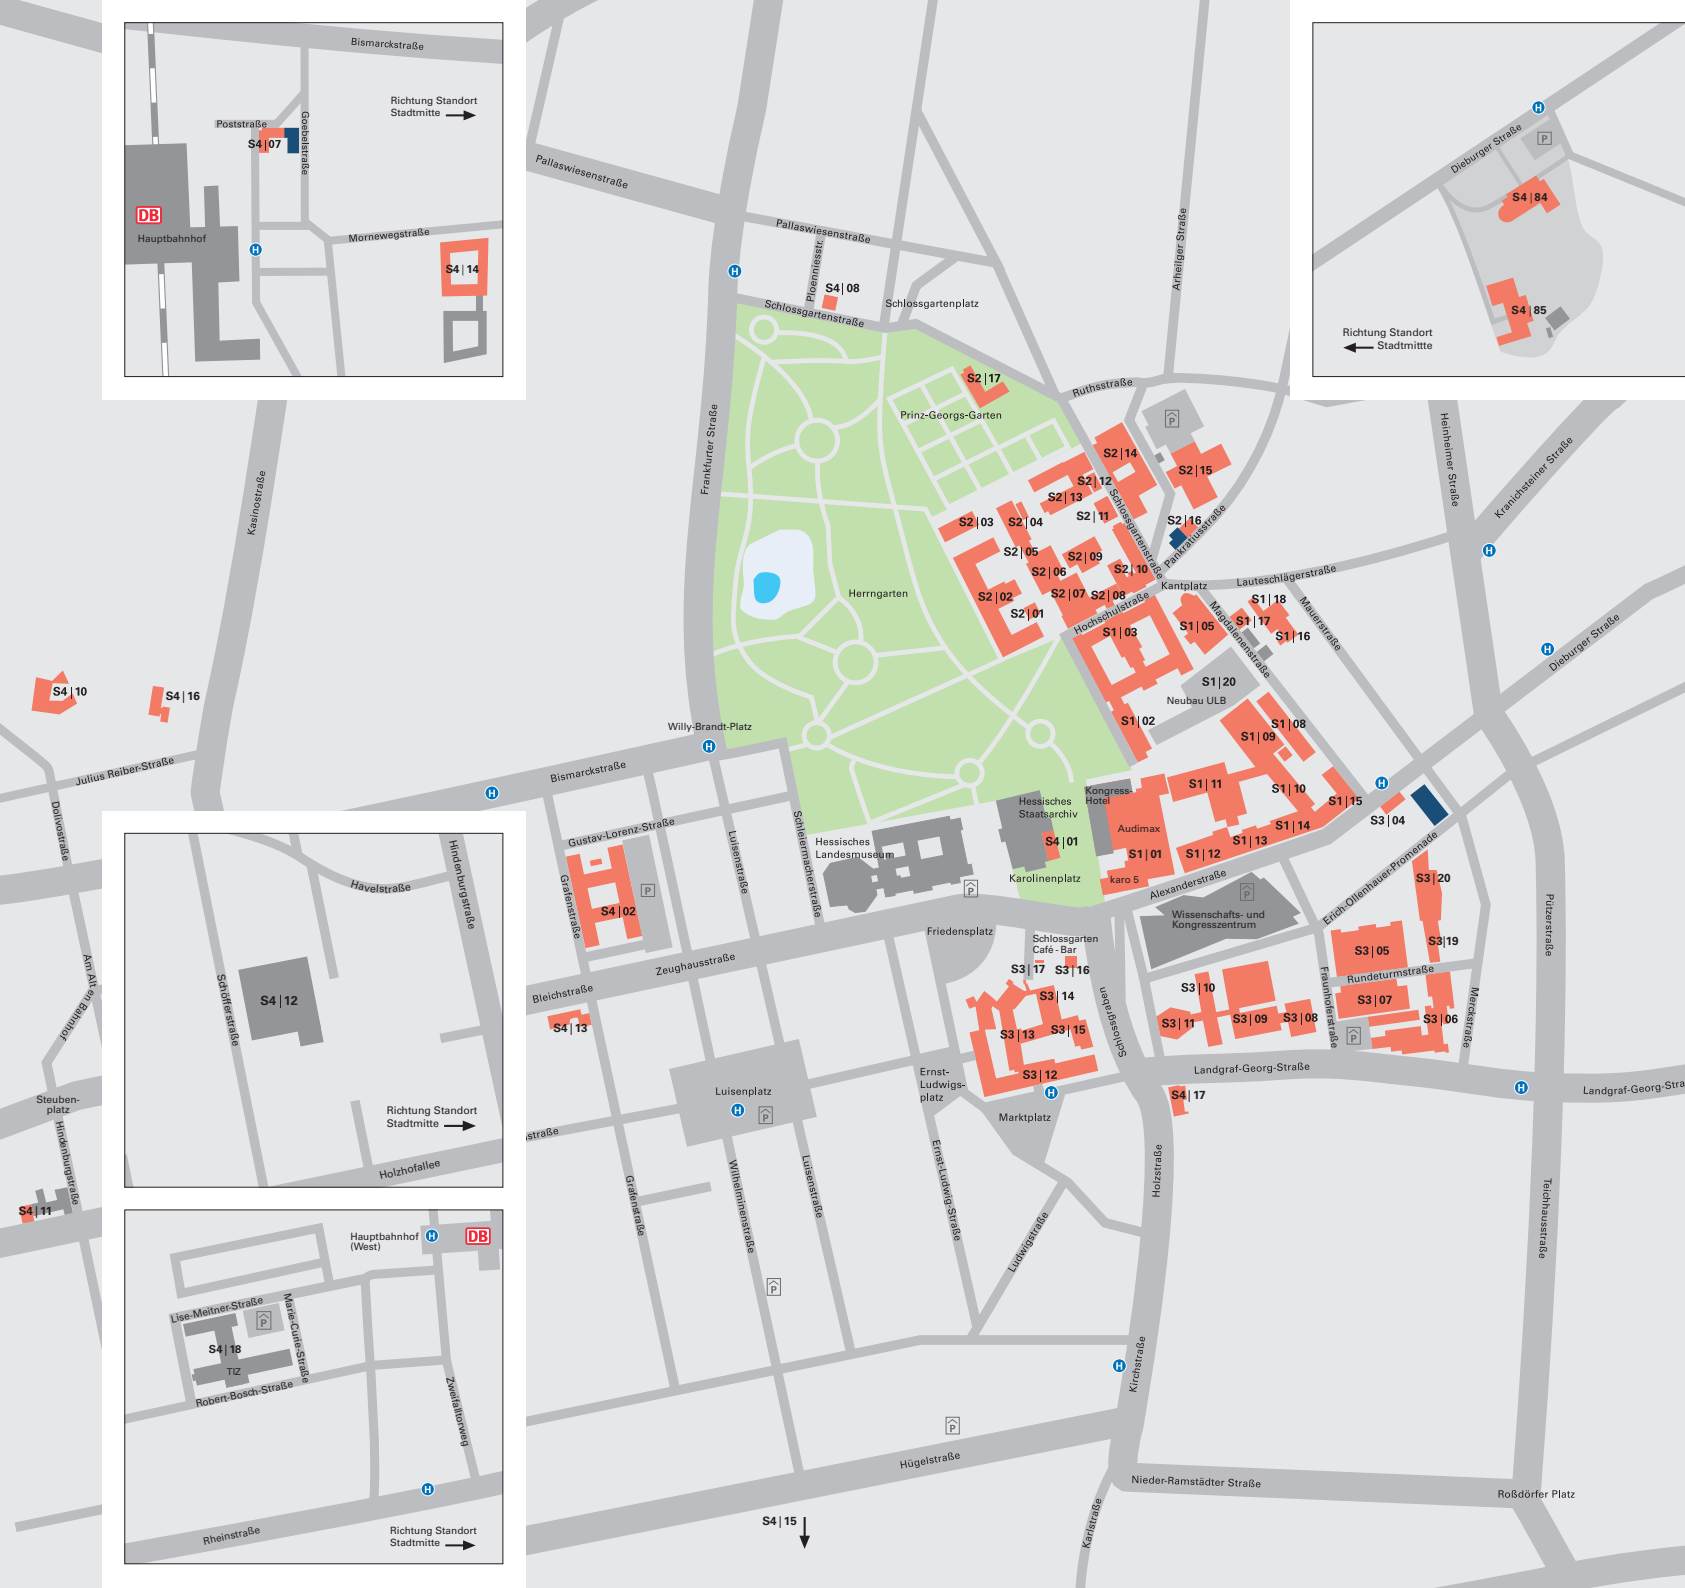 Bismarckstraße
Richtung Standort
Stadtmitte
Poststraße
Goebelstraße
S4|07
DB
Hauptbahnhof
H
Mornewegstraße
S4|14
Pallaswiesenstraße
Pallaswiesenstraße
Ploenniesstr.
H
S4|08
Schlossgartenstraße
Schlossgartenplatz
Arheilger Straße
H
P
Dieburger Straße
S4|84
S4|85
Richtung Standort
Stadtmittte
Ruthsstraße
S2|17
Prinz-Georgs-Garten
P
Frankfurter Straße
Kasinostraße
Heinheimer Straße
Kranichsteiner Straße
H
S2|14
S2|15
S2|12
S2|13
S2|11
S2|16
S2|03
S2|04
S2|05
S2|09
S2|06
S2|10
S2|02
S2|07
S2|08
S2|01
Schlossgartenstraße
Pankratiusstraße
Kantplatz
Lauteschlägerstraße
Herrngarten
Hochschulstraße
S1|03
S1|05
Magdalenenstraße
S1|18
S1|17
S1|16
Mauerstraße
H
Dieburger Straße
S1|20
Neubau ULB
S4|10
S4|16
S1|02
S1|08
S1|09
Willy-Brandt-Platz
H
Julius Reiber-Straße
Bismarckstraße
H
S1|11
S1|10
S1|15
H
S3|04
S1|14
S1|13
S1|12
Kongress-
Hotel
Audimax
S1|01
karo 5
Hessisches
Staatsarchiv
S4|01
Karolinenplatz
Hessisches
Landesmuseum
P
Dolivostraße
Gustav-Lorenz-Straße
Luisenstraße
Schleiermacherstraße
Grafenstraße
P
S4|02
Alexanderstraße
P
Wissenschafts- und
Kongresszentrum
Erich-Ollenhauer-Promenade
S3|20
S3|19
S3|05
Rundeturmstraße
S3|07
S3|06
P
Fraunhoferstraße
Merckstraße
Pützerstraße
Havelstraße
Hindenburgstraße
Schöfferstraße
S4|12
Richtung Standort
Stadtmitte
Holzhofallee
Am Alten Bahnhof
Steuben-
platz
Hindenburgstraße
S4|11
Friedensplatz
Schlossgarten
Café-Bar
S3|17
S3|16
Zeughausstraße
Bleichstraße
S4|13
S3|14
S3|13
S3|15
S3|12
H
Schlossgraben
S3|10
S3|11
S3|09
S3|08
Landgraf-Georg-Straße
H
Landgraf-Georg-Stra
S4|17
Luisenplatz
H
P
Ernst-
Ludwigs-
platz
Marktplatz
straße
Grafenstraße
Wilhelminenstraße
Luisenstraße
Ernst-Ludwig-Straße
Ludwigstraße
Holzstraße
Teichhausstraße
P
Hauptbahnhof
(West)
H
DB
Lise-Meitner-Straße
Marie-Curie-Straße
P
S4|18
TIZ
Robert-Bosch-Straße
Zweifalltorweg
H
Rheinstraße
Richtung Standort
Stadtmitte
H
Kirchstraße
P
Hügelstraße
Nieder-Ramstädter Straße
Roßdörfer Platz
Karlstraße
S4|15